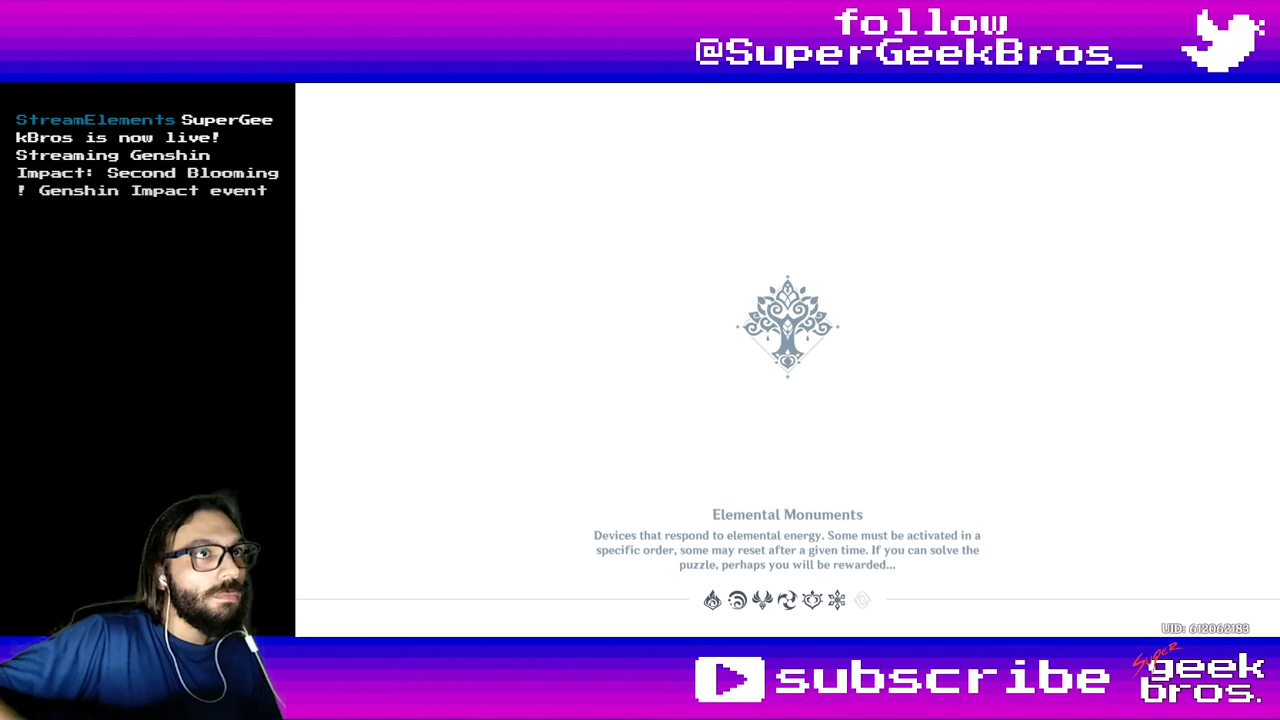 follow
@SuperGeekBros_
StreamElements SuperGee
kBros is now live!
Streaming Genshin
Impact: Second Blooming
! Genshin Impact event
Elemental Monuments
Devices that respond to elemental energy. Some must be activated in a
specific order, some may reset after a given time. If you can solve the
puzzle, perhaps you will be rewarded...
UID: 612062183
subscribe
SUPER
geek
bros.